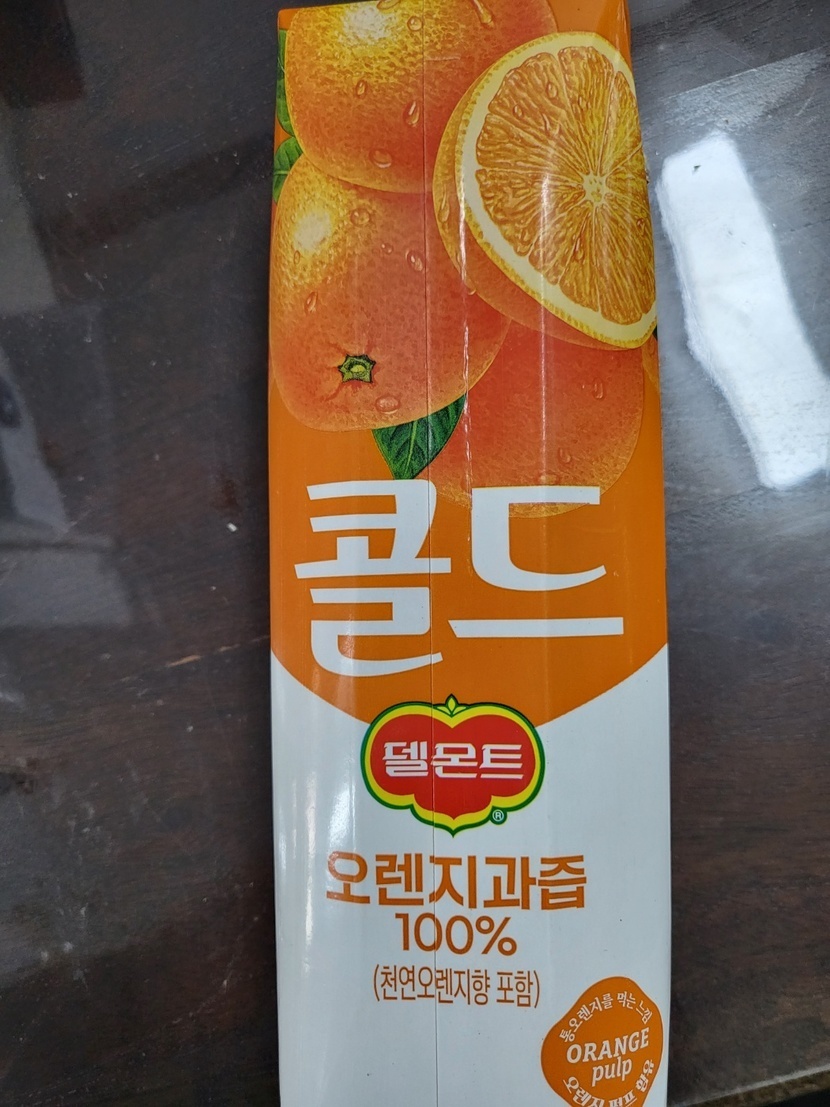 콜드
델몬트
®
오렌지과즙
100%
(천연오렌지향 포함)
통오렌지를 먹는 느낌
ORANGE
pulp
오렌지 펄프 함유